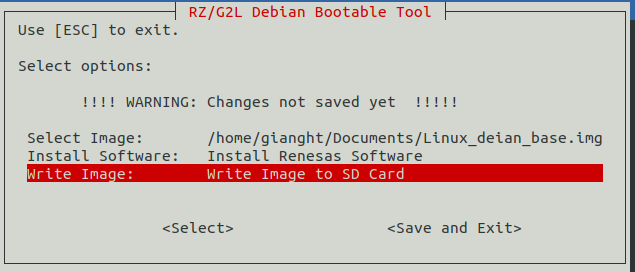 RZ/G2L Debian Bootable Tool
Use [ESC] to exit.
Select options:
!!!! WARNING: Changes not saved yet !!!!!
Select Image: /home/gianght/Documents/Linux_deian_base.img
Install Software: Install Renesas Software
Write Image: Write Image to SD Card
<Select> <Save and Exit>